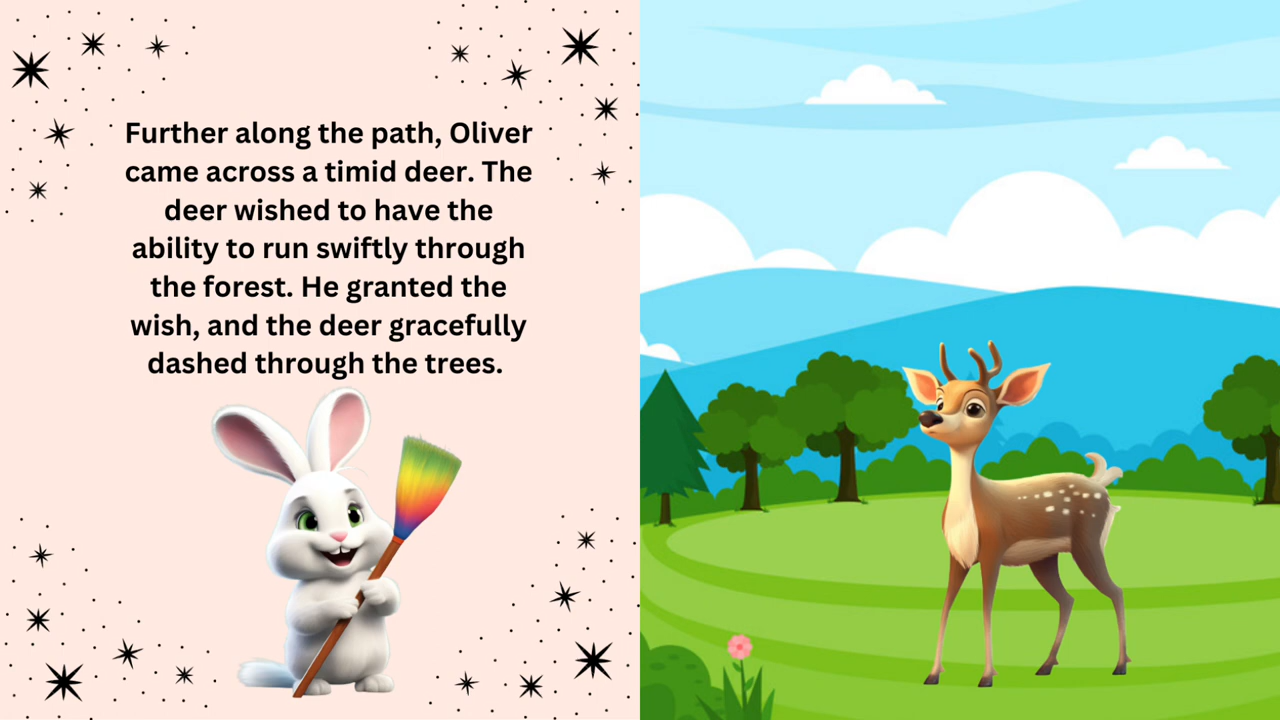 Further along the path, Oliver
came across a timid deer. The
deer wished to have the
ability to run swiftly through
the forest. He granted the
wish, and the deer gracefully
dashed through the trees.